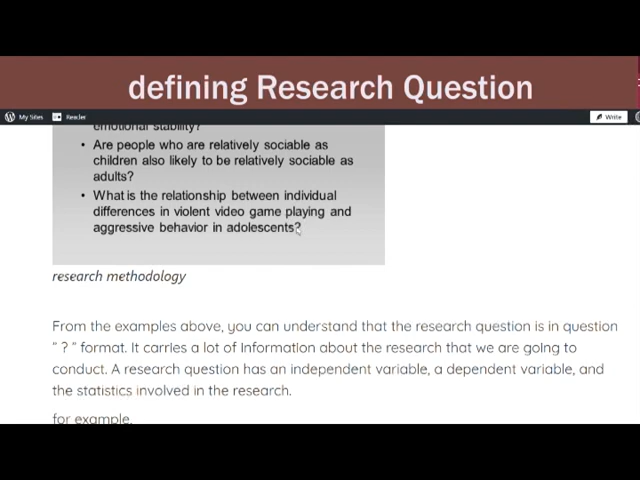 defining Research Question
My Sites Reader Write
emotional stability?
• Are people who are relatively sociable as
children also likely to be relatively sociable as
adults?
• What is the relationship between individual
differences in violent video game playing and
aggressive behavior in adolescents?
research methodology
From the examples above, you can understand that the research question is in question
" ? " format. It carries a lot of information about the research that we are going to
conduct. A research question has an independent variable, a dependent variable, and
the statistics involved in the research.
for example,